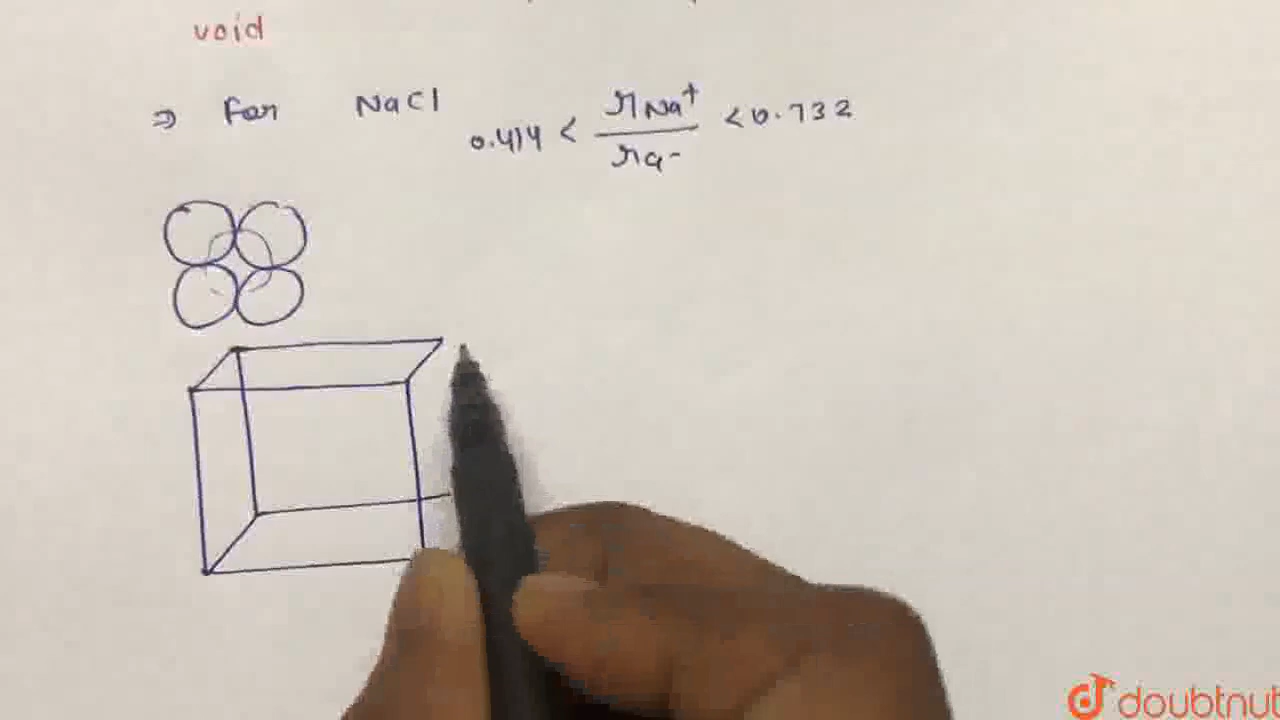 void
⇒ For NaCl 0.414 < rNa+ / rCl- < 0.732
doubtnut